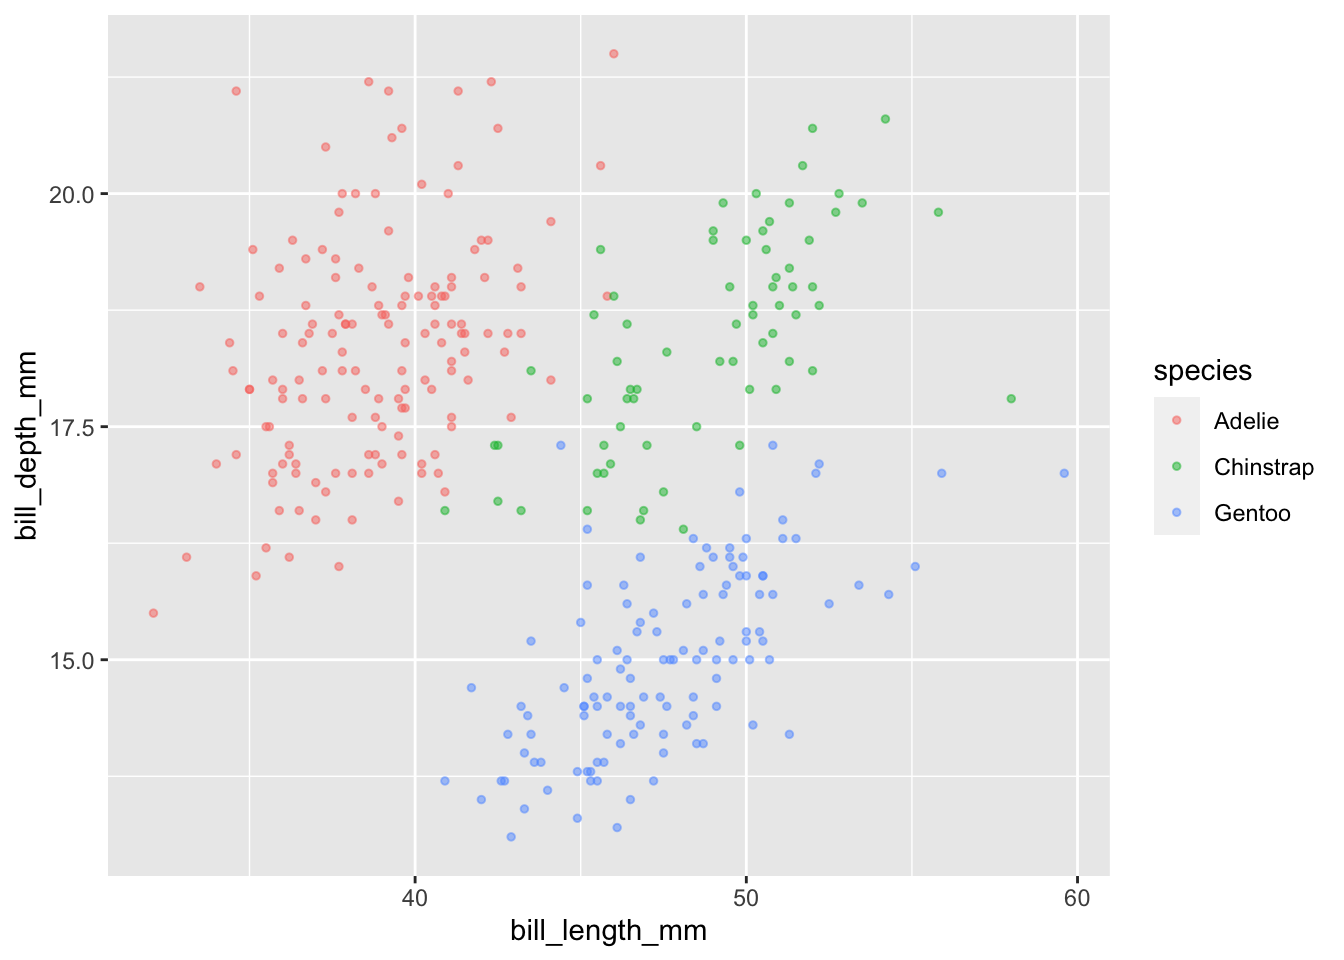 20.0
17.5
15.0
40
50
60
bill_length_mm
bill_depth_mm
species
Adelie
Chinstrap
Gentoo